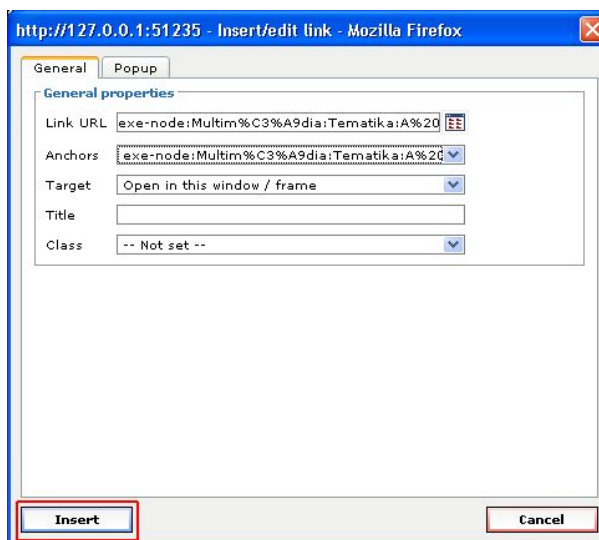 http://127.0.0.1:51235 - Insert/edit link - Mozilla Firefox
General Popup
General properties
Link URL exe-node:Multim%C3%A9dia:Tematika:A%20
Anchors exe-node:Multim%C3%A9dia:Tematika:A%20
Target Open in this window / frame
Title
Class -- Not set --
Insert Cancel